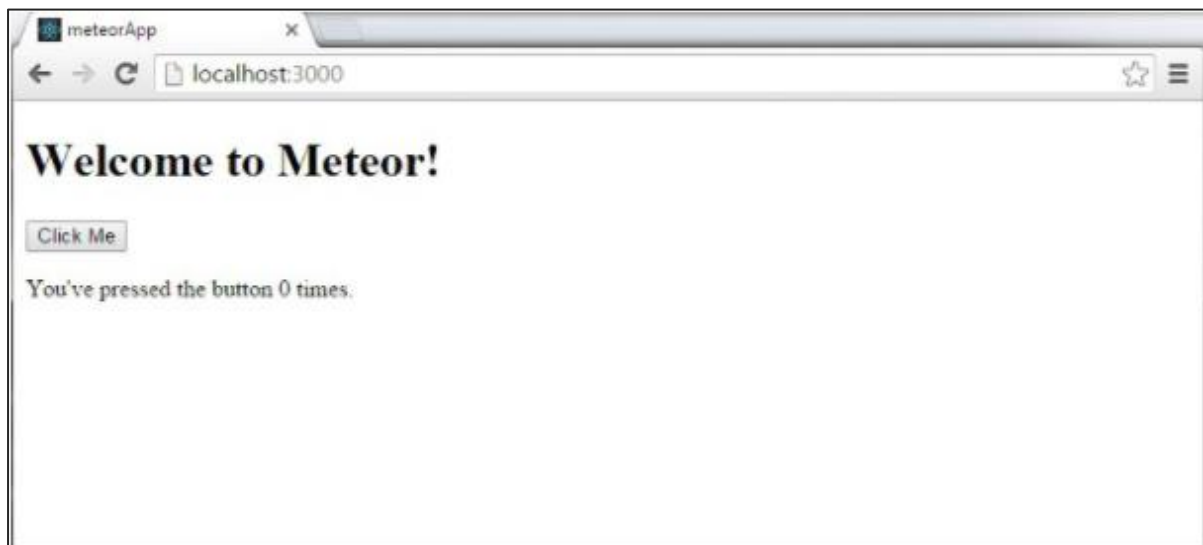 meteorApp
localhost:3000
Welcome to Meteor!
Click Me
You've pressed the button 0 times.